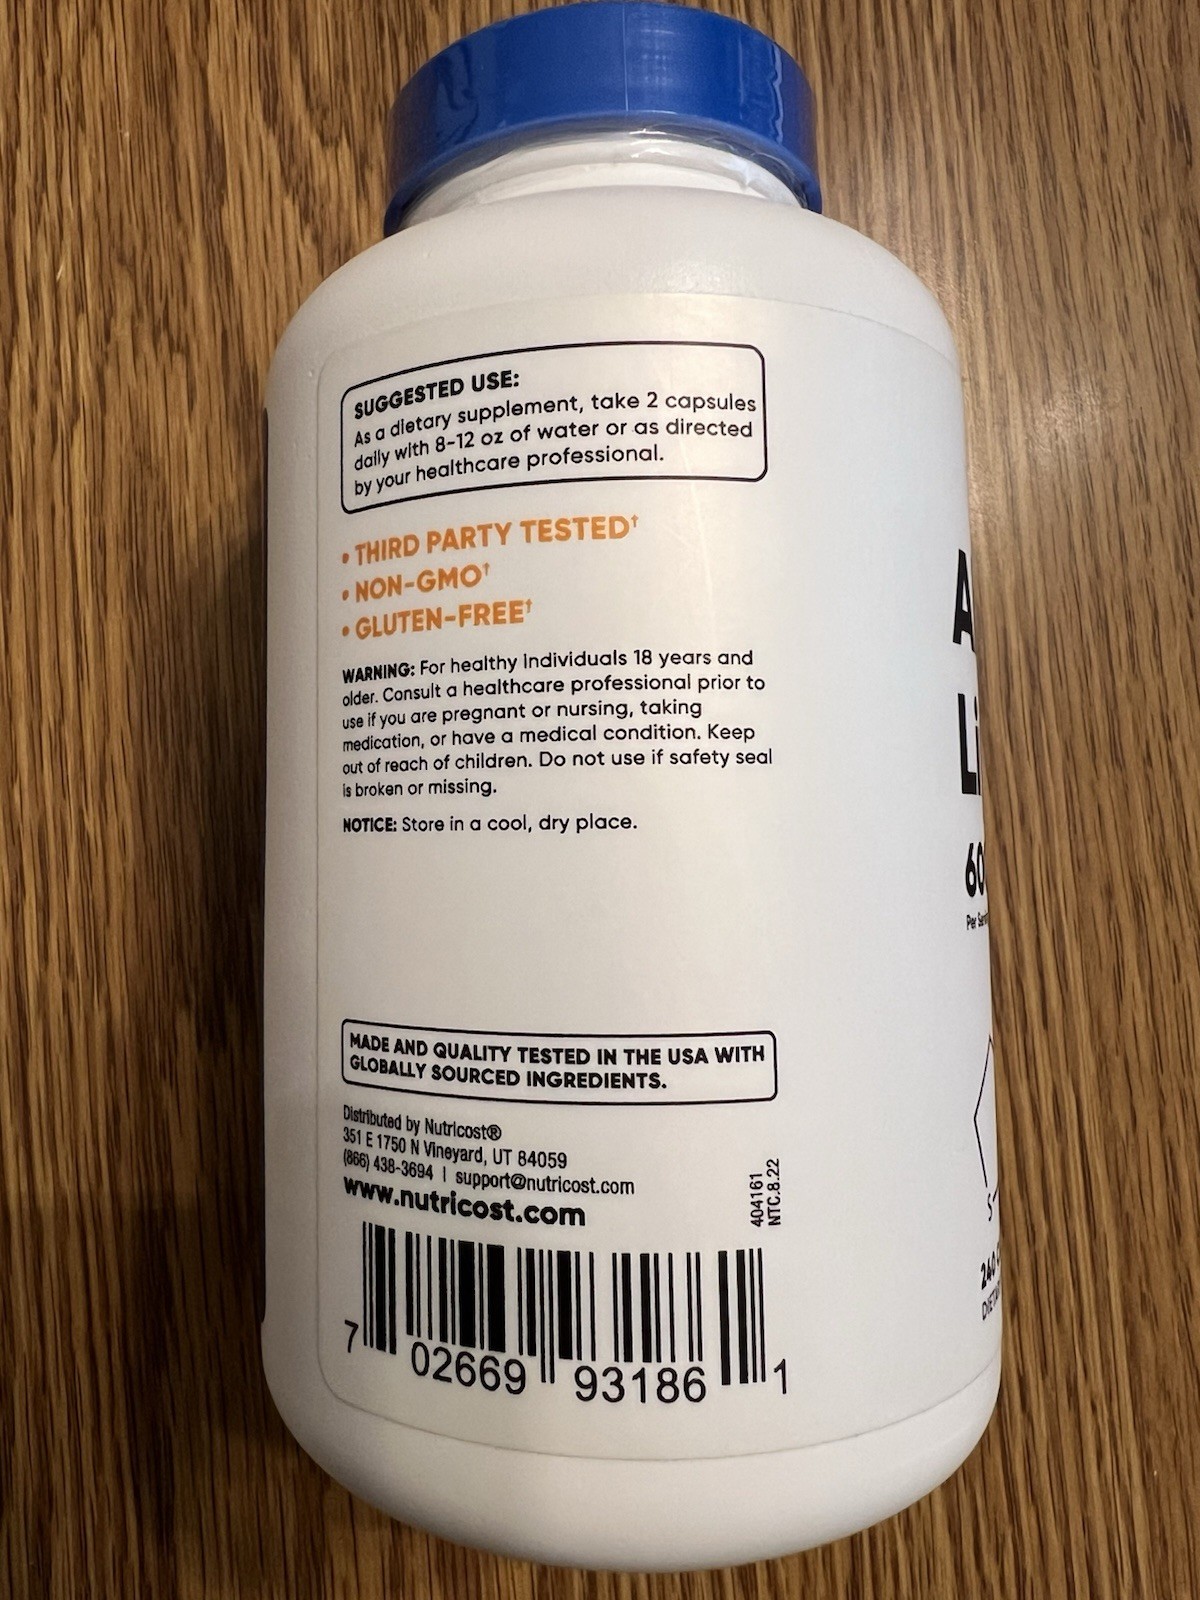 SUGGESTED USE:
As a dietary supplement, take 2 capsules
daily with 8-12 oz of water or as directed
by your healthcare professional.
• THIRD PARTY TESTED†
• NON-GMO†
• GLUTEN-FREE†
WARNING: For healthy individuals 18 years and
older. Consult a healthcare professional prior to
use if you are pregnant or nursing, taking
medication, or have a medical condition. Keep
out of reach of children. Do not use if safety seal
is broken or missing.
NOTICE: Store in a cool, dry place.
MADE AND QUALITY TESTED IN THE USA WITH
GLOBALLY SOURCED INGREDIENTS.
Distributed by Nutricost®
351 E 1750 N Vineyard, UT 84059
(866) 438-3694 | support@nutricost.com
www.nutricost.com
404161
NTC.8.22
7 02669 93186 1
Per
240